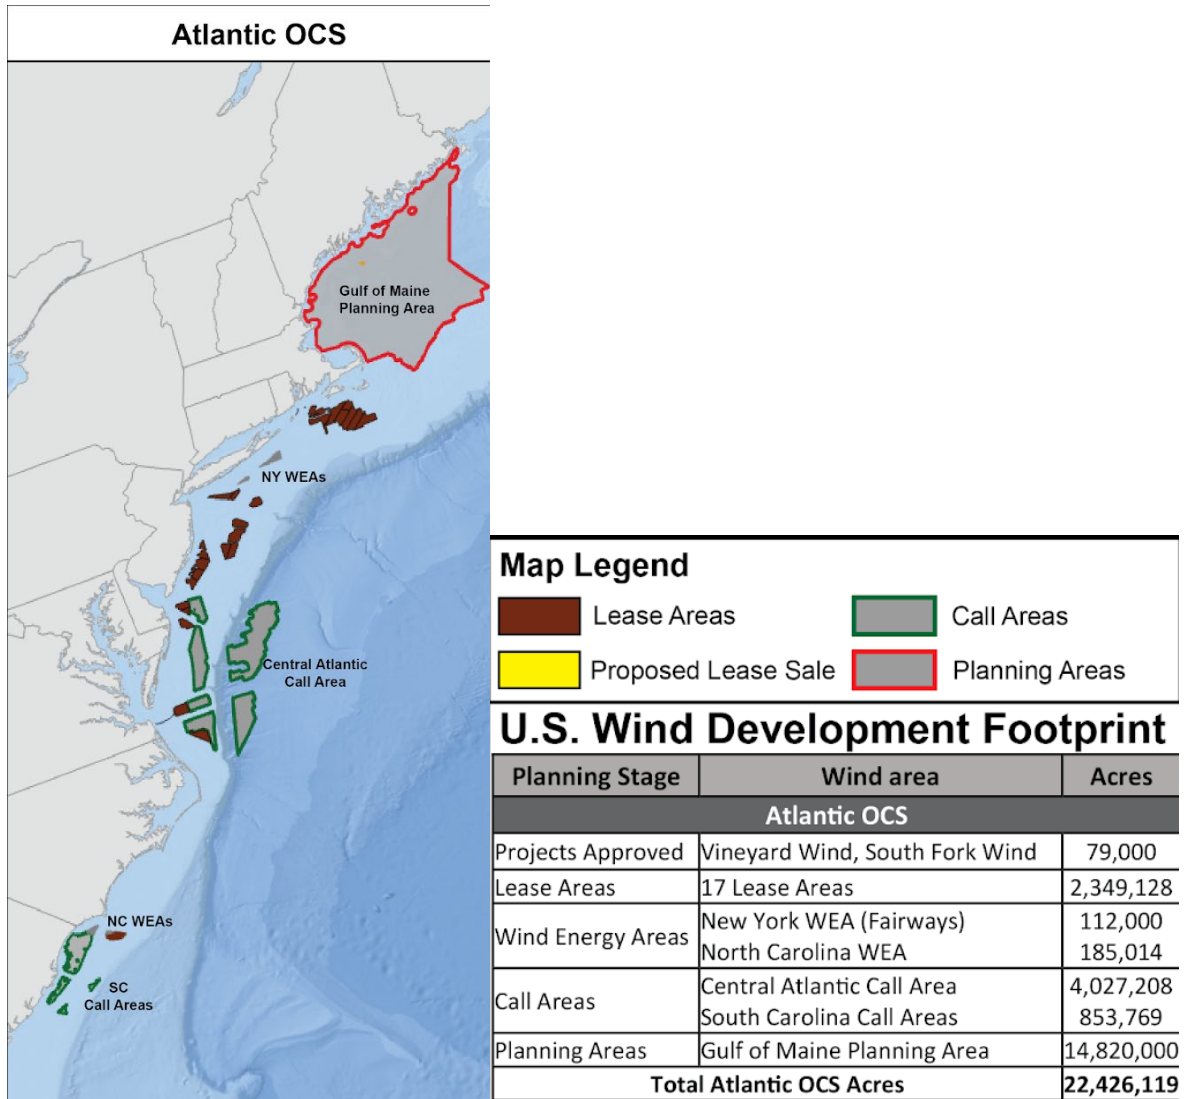 Atlantic OCS
Gulf of Maine
Planning Area
NY WEAs
Central Atlantic
Call Area
NC WEAs
SC
Call Areas
Map Legend
Lease Areas
Call Areas
Proposed Lease Sale
Planning Areas
U.S. Wind Development Footprint
Planning Stage Wind area Acres
Atlantic OCS
Projects Approved Vineyard Wind, South Fork Wind 79,000
Lease Areas 17 Lease Areas 2,349,128
Wind Energy Areas
New York WEA (Fairways) 112,000
North Carolina WEA 185,014
Call Areas
Central Atlantic Call Area 4,027,208
South Carolina Call Areas 853,769
Planning Areas Gulf of Maine Planning Area 14,820,000
Total Atlantic OCS Acres 22,426,119